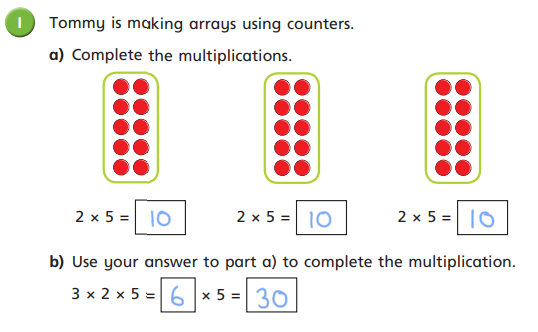 1 Tommy is making arrays using counters.
a) Complete the multiplications.
2 × 5 = 10 2 × 5 = 10 2 × 5 = 10
b) Use your answer to part a) to complete the multiplication.
3 × 2 × 5 = 6 × 5 = 30